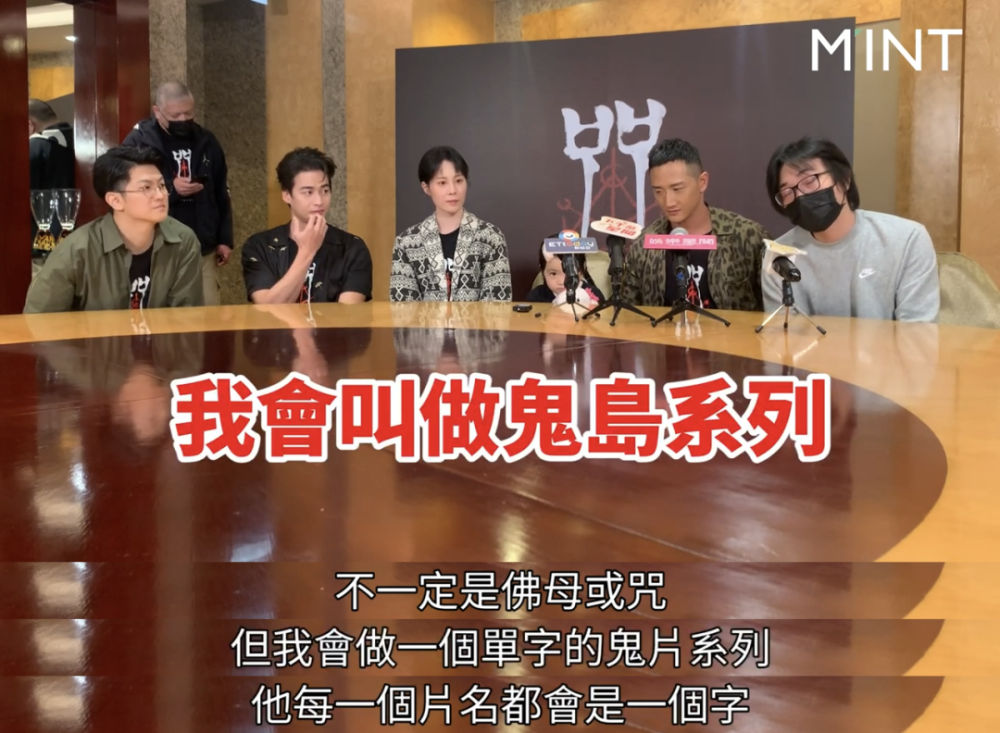 MINT
咒
ETtoday
我會叫做鬼島系列
不一定是佛母或咒
但我會做一個單字的鬼片系列
他每一個片名都會是一個字